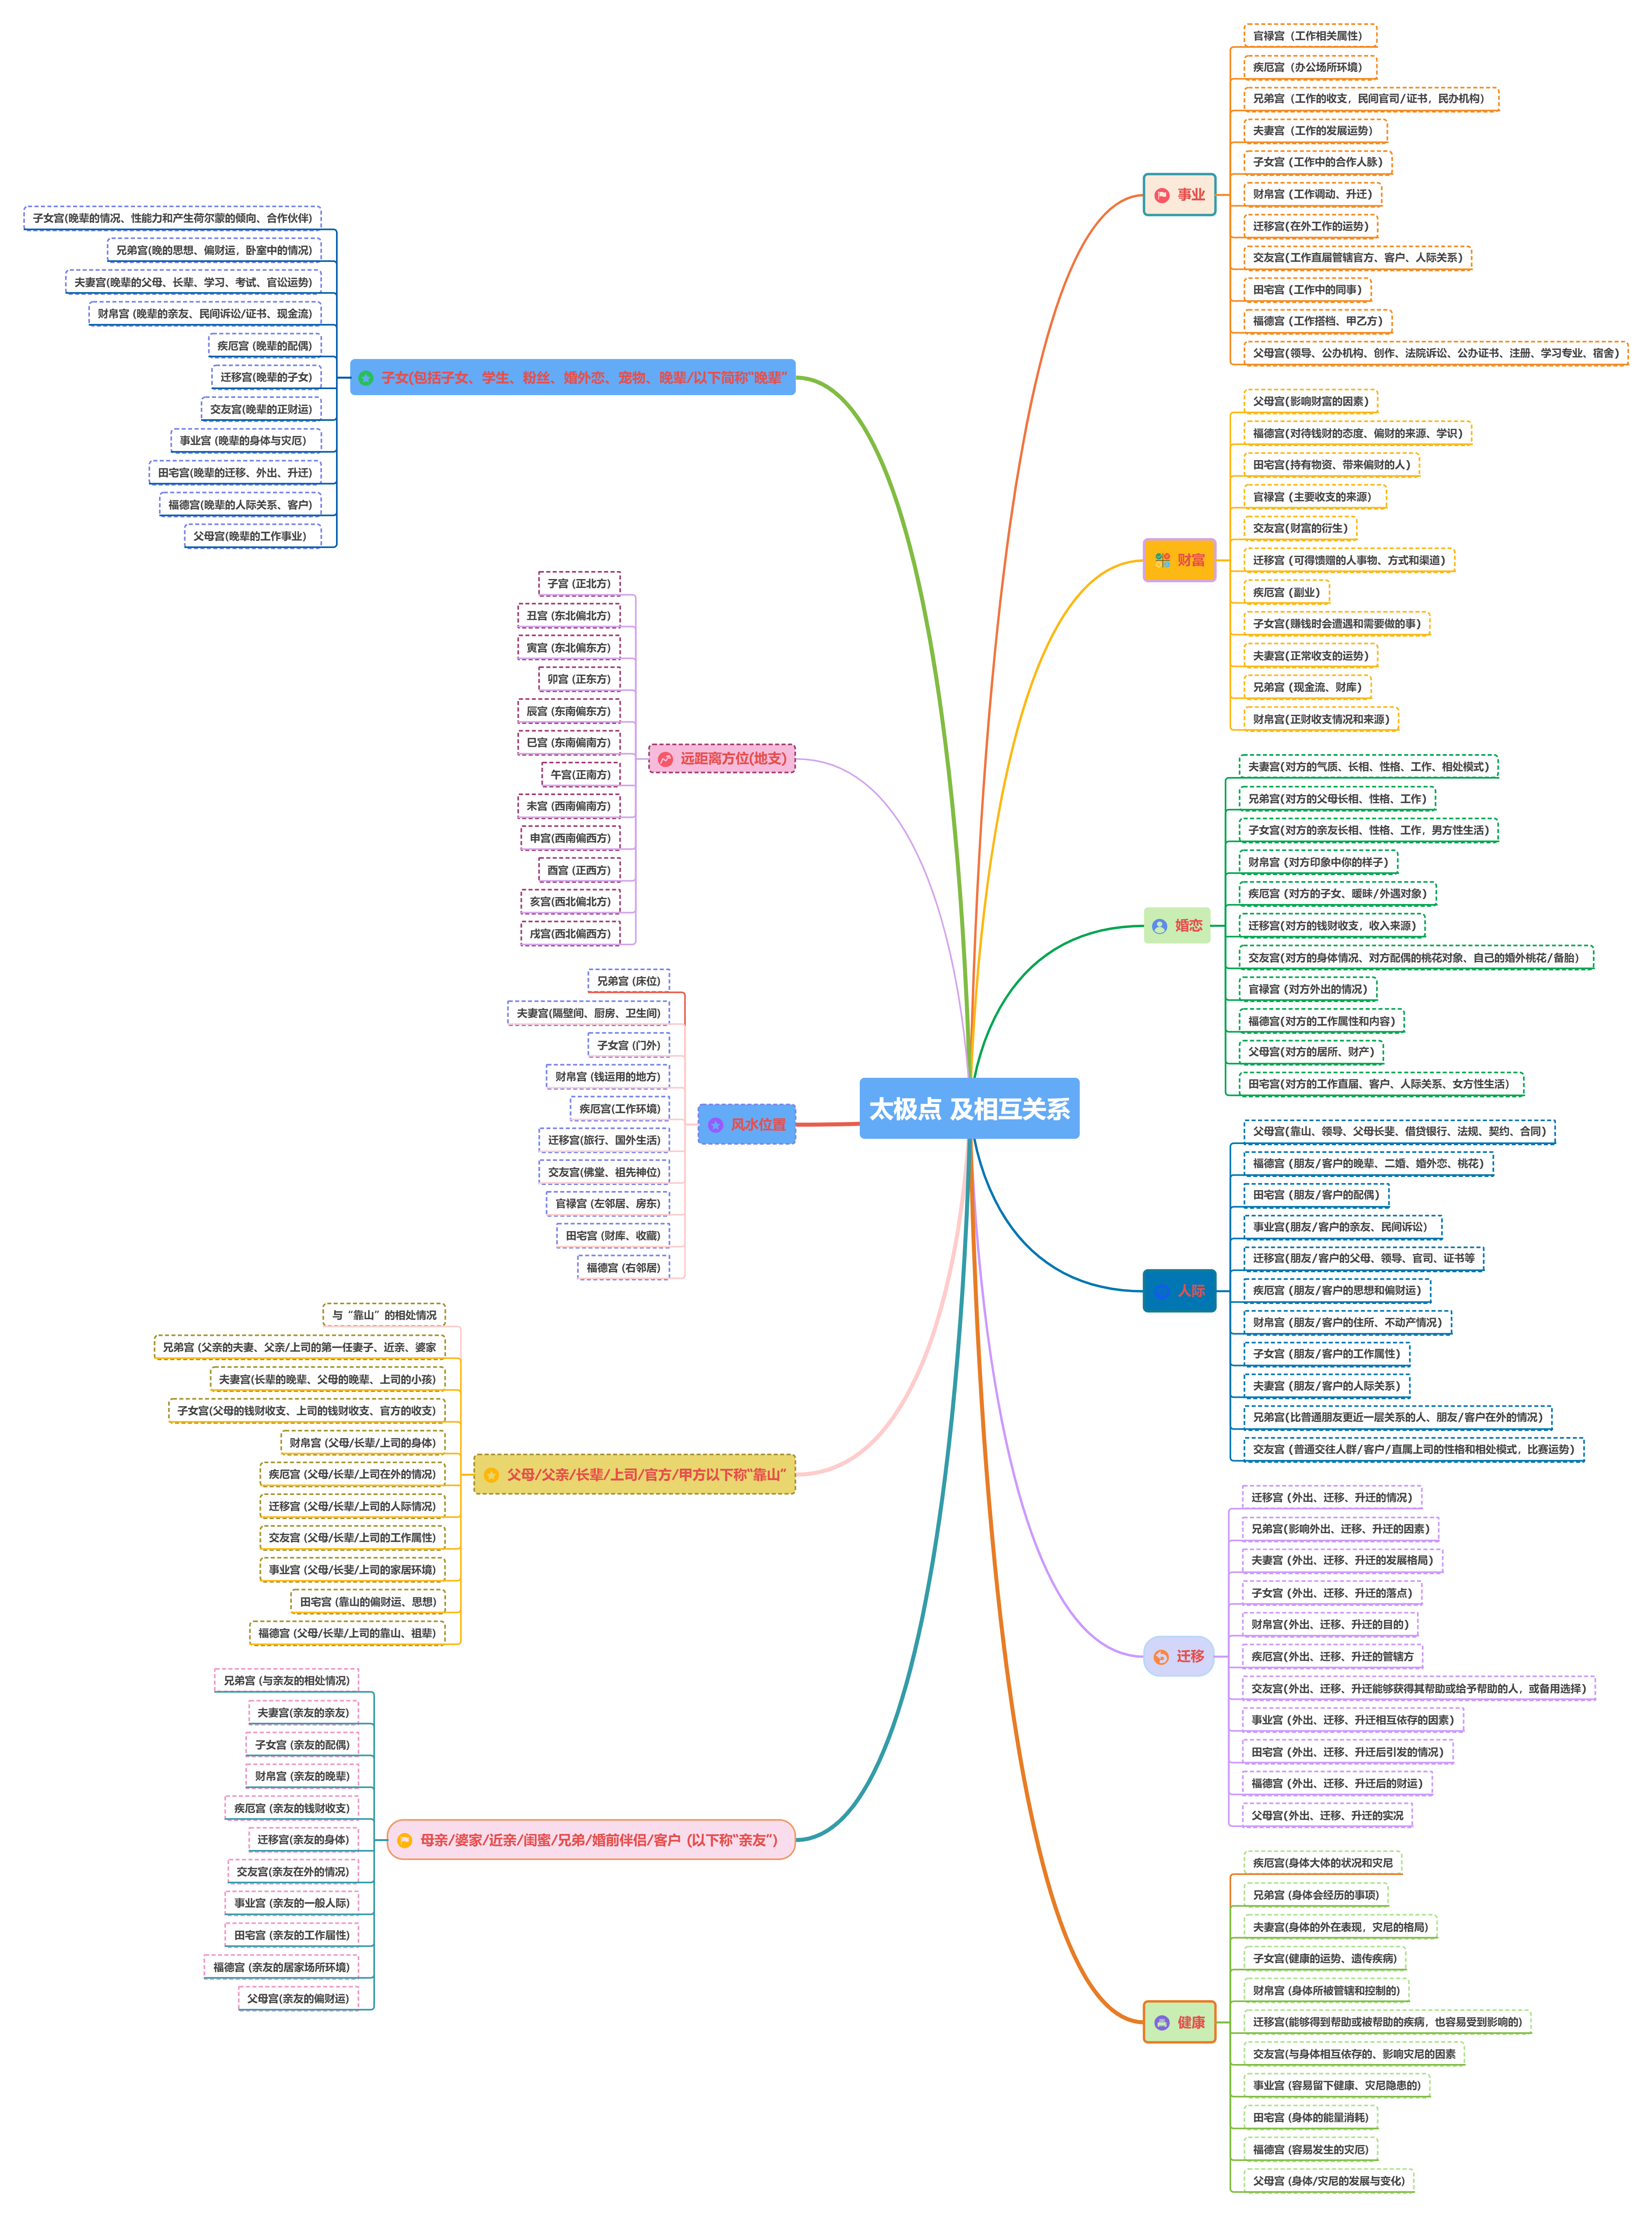 太极点 及相互关系
事业
官禄宫（工作相关属性）
疾厄宫（办公场所环境）
兄弟宫（工作的收支，民间官司/证书，民办机构）
夫妻宫（工作的发展运势）
子女宫 (工作中的合作人脉)
财帛宫 (工作调动、升迁)
迁移宫(在外工作的运势)
交友宫(工作直届管辖官方、客户、人际关系)
田宅宫 (工作中的同事)
福德宫 (工作搭档、甲乙方)
父母宫(领导、公办机构、创作、法院诉讼、公办证书、注册、学习专业、宿舍)
财富
父母宫(影响财富的因素)
福德宫(对待钱财的态度、偏财的来源、学识)
田宅宫(持有物资、带来偏财的人)
官禄宫 (主要收支的来源）
交友宫(财富的衍生)
迁移宫 (可得馈赠的人事物、方式和渠道)
疾厄宫 (副业)
子女宫(赚钱时会遭遇和需要做的事)
夫妻宫(正常收支的运势)
兄弟宫 (现金流、财库)
财帛宫(正财收支情况和来源)
婚恋
夫妻宫(对方的气质、长相、性格、工作、相处模式)
兄弟宫(对方的父母长相、性格、工作)
子女宫(对方的亲友长相、性格、工作，男方性生活)
财帛宫 (对方印象中你的样子)
疾厄宫 (对方的子女、暖昧/外遇对象)
迁移宫(对方的钱财收支，收入来源)
交友宫(对方的身体情况、对方配偶的桃花对象、自己的婚外桃花/备胎)
官禄宫 (对方外出的情况)
福德宫(对方的工作属性和内容)
父母宫(对方的居所、财产)
田宅宫(对方的工作直届、客户、人际关系、女方性生活）
人际
父母宫(靠山、领导、父母长斐、借贷银行、法规、契约、合同)
福德宫 (朋友/客户的晚辈、二婚、婚外恋、桃花)
田宅宫 (朋友/客户的配偶)
事业宫(朋友/客户的亲友、民间诉讼）
迁移宫(朋友/客户的父母、领导、官司、证书等
疾厄宫 (朋友/客户的思想和偏财运)
财帛宫 (朋友/客户的住所、不动产情况)
子女宫 (朋友/客户的工作属性)
夫妻宫 (朋友/客户的人际关系)
兄弟宫(比普通朋友更近一层关系的人、朋友/客户在外的情况)
交友宫 (普通交往人群/客户/直属上司的性格和相处模式，比赛运势)
迁移
迁移宫 (外出、迁移、升迁的情况)
兄弟宫(影响外出、迁移、升迁的因素)
夫妻宫 (外出、迁移、升迁的发展格局)
子女宫 (外出、迁移、升迁的落点)
财帛宫(外出、迁移、升迁的目的)
疾厄宫(外出、迁移、升迁的管辖方
交友宫(外出、迁移、升迁能够获得其帮助或给予帮助的人，或备用选择)
事业宫 (外出、迁移、升迁相互依存的因素)
田宅宫 (外出、迁移、升迁后引发的情况)
福德宫 (外出、迁移、升迁后的财运)
父母宫(外出、迁移、升迁的实况
健康
疾厄宫(身体大体的状况和灾尼
兄弟宫 (身体会经历的事项)
夫妻宫(身体的外在表现，灾尼的格局)
子女宫(健康的运势、遗传疾病)
财帛宫 (身体所被管辖和控制的)
迁移宫(能够得到帮助或被帮助的疾病，也容易受到影响的)
交友宫(与身体相互依存的、影响灾尼的因素
事业宫 (容易留下健康、灾尼隐患的)
田宅宫 (身体的能量消耗)
福德宫 (容易发生的灾厄)
父母宫 (身体/灾尼的发展与变化)
子女(包括子女、学生、粉丝、婚外恋、宠物、晚辈/以下简称"晚辈"
子女宫(晚辈的情况、性能力和产生荷尔蒙的倾向、合作伙伴)
兄弟宫(晚的思想、偏财运，卧室中的情况)
夫妻宫(晚辈的父母、长辈、学习、考试、官讼运势)
财帛宫 (晚辈的亲友、民间诉讼/证书、现金流)
疾厄宫 (晚辈的配偶)
迁移宫(晚辈的子女)
交友宫(晚辈的正财运)
事业宫 (晚辈的身体与灾厄）
田宅宫(晚辈的迁移、外出、升迁)
福德宫(晚辈的人际关系、客户)
父母宫(晚辈的工作事业）
远距离方位(地支)
子宫 (正北方)
丑宫 (东北偏北方)
寅宫 (东北偏东方)
卯宫 (正东方)
辰宫 (东南偏东方)
巳宫 (东南偏南方)
午宫(正南方)
未宫 (西南偏南方)
申宫(西南偏西方)
酉宫 (正西方)
亥宫(西北偏北方)
戌宫(西北偏西方)
风水位置
兄弟宫 (床位)
夫妻宫(隔壁间、厨房、卫生间)
子女宫 (门外)
财帛宫 (钱运用的地方)
疾厄宫(工作环境)
迁移宫(旅行、国外生活)
交友宫(佛堂、祖先神位)
官禄宫 (左邻居、房东)
田宅宫 (财库、收藏)
福德宫 (右邻居)
父母/父亲/长辈/上司/官方/甲方以下称"靠山"
与“靠山”的相处情况
兄弟宫 (父亲的夫妻、父亲/上司的第一任妻子、近亲、婆家
夫妻宫(长辈的晚辈、父母的晚辈、上司的小孩)
子女宫(父母的钱财收支、上司的钱财收支、官方的收支)
财帛宫 (父母/长辈/上司的身体)
疾厄宫 (父母/长辈/上司在外的情况)
迁移宫 (父母/长辈/上司的人际情况)
交友宫 (父母/长辈/上司的工作属性)
事业宫 (父母/长斐/上司的家居环境)
田宅宫 (靠山的偏财运、思想)
福德宫 (父母/长辈/上司的靠山、祖辈)
母亲/婆家/近亲/闺蜜/兄弟/婚前伴侣/客户 (以下称"亲友"）
兄弟宫 (与亲友的相处情况)
夫妻宫(亲友的亲友)
子女宫 (亲友的配偶)
财帛宫 (亲友的晚辈)
疾厄宫 (亲友的钱财收支)
迁移宫(亲友的身体)
交友宫(亲友在外的情况)
事业宫 (亲友的一般人际)
田宅宫 (亲友的工作届性)
福德宫 (亲友的居家场所环境)
父母宫(亲友的偏财运)